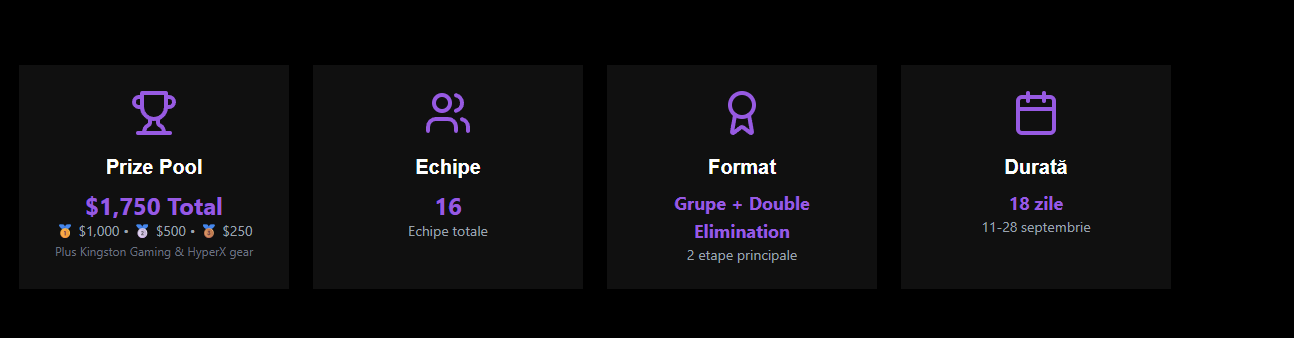 Prize Pool
$1,750 Total
🥇 $1,000 • 🥈 $500 • 🥉 $250
Plus Kingston Gaming & HyperX gear
Echipe
16
Echipe totale
Format
Grupe + Double
Elimination
2 etape principale
Durată
18 zile
11-28 septembrie